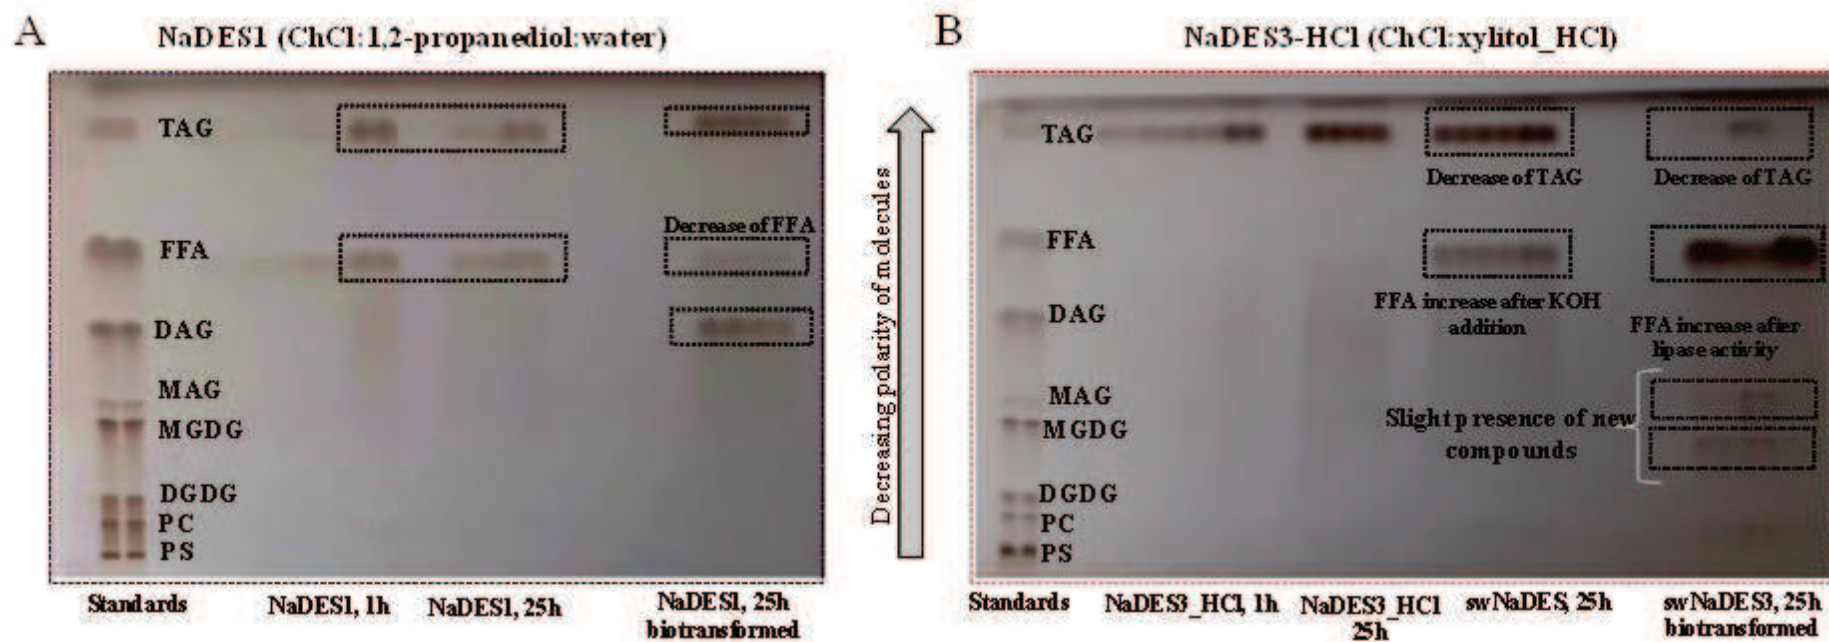 A
NaDES1 (ChCl:1,2-propanediol:water)
TAG
FFA
Decrease of FFA
DAG
MAG
MGDG
DGDG
PC
PS
Standards
NaDES1, 1h
NaDES1, 25h
NaDES1, 25h
biotransformed
Decreasing polarity of molecules
B
NaDES3-HCl (ChCl:xylitol_HCl)
TAG
Decrease of TAG
Decrease of TAG
FFA
FFA increase after KOH
addition
DAG
FFA increase after
lipase activity
MAG
Slight presence of new
compounds
MGDG
DGDG
PC
PS
Standards
NaDES3_HCl, 1h
NaDES3_HCl
25h
swNaDES, 25h
swNaDES3, 25h
biotransformed